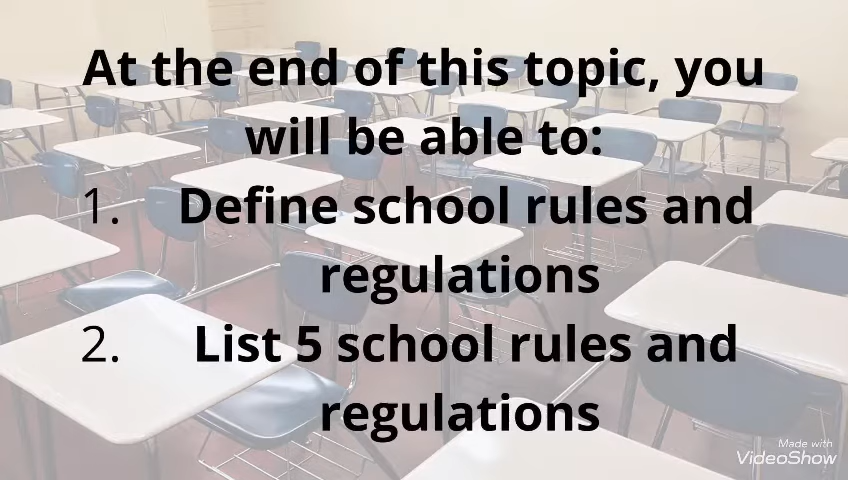 At the end of this topic, you
will be able to:
1. Define school rules and
regulations
2. List 5 school rules and
regulations
Made with
VideoShow